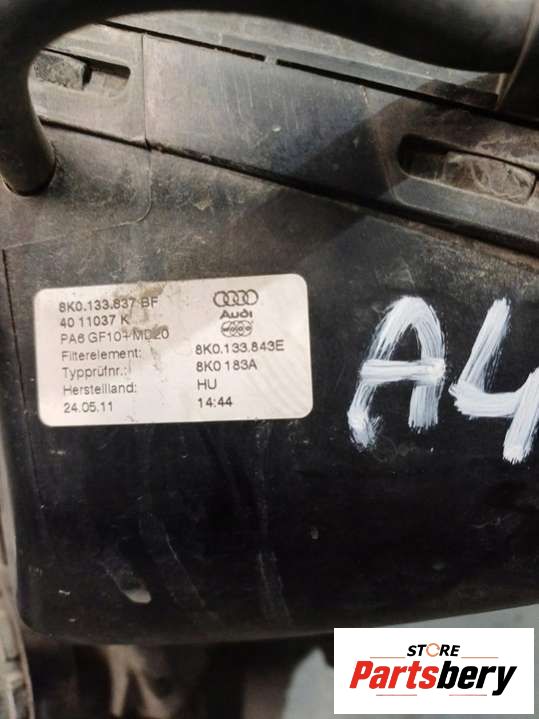 8K0.133.837 BF
40 11037 K
Audi
PA6 GF10+MD20
Filterelement: 8K0.133.843E
Typprüfnr.: 8K0 183A
Herstelland: HU
24.05.11 14:44
A4
STORE
Partsbery